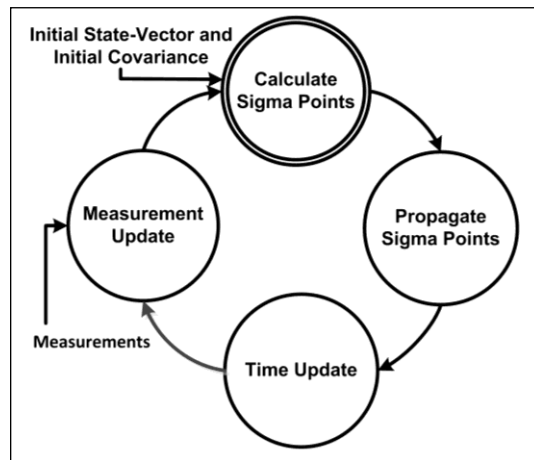 Initial State-Vector and
Initial Covariance
Calculate
Sigma Points
Propagate
Sigma Points
Time Update
Measurement
Update
Measurements